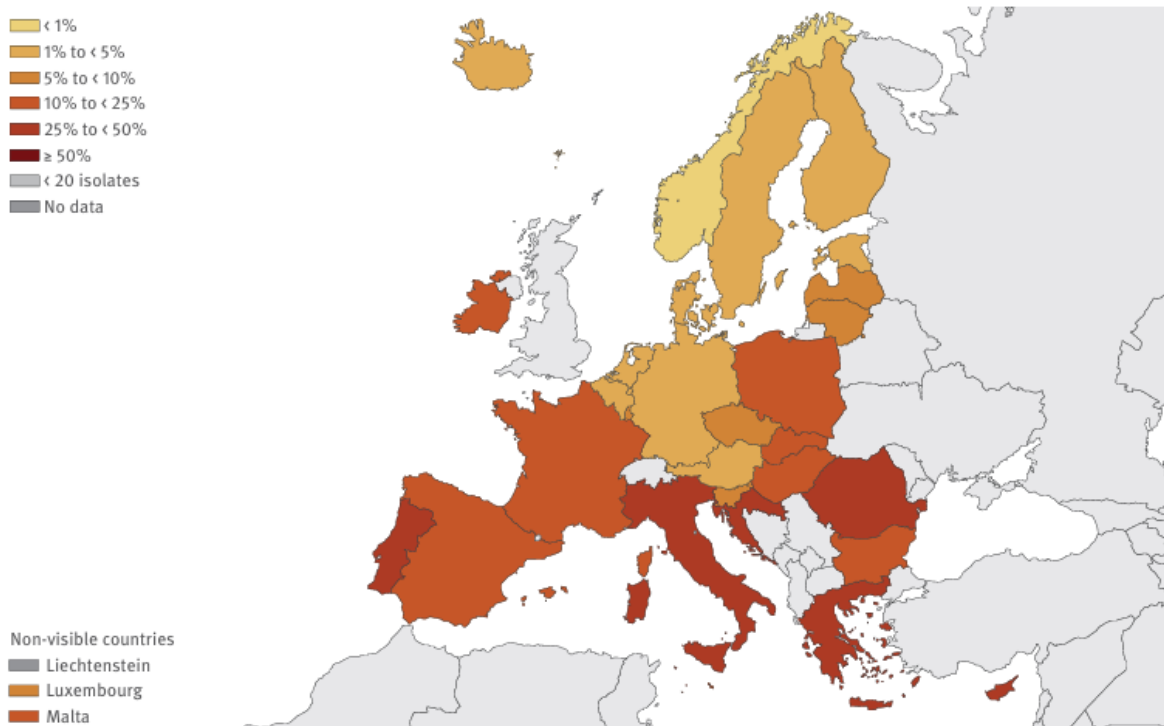 < 1%
1% to < 5%
5% to < 10%
10% to < 25%
25% to < 50%
≥ 50%
< 20 isolates
No data
Non-visible countries
Liechtenstein
Luxembourg
Malta